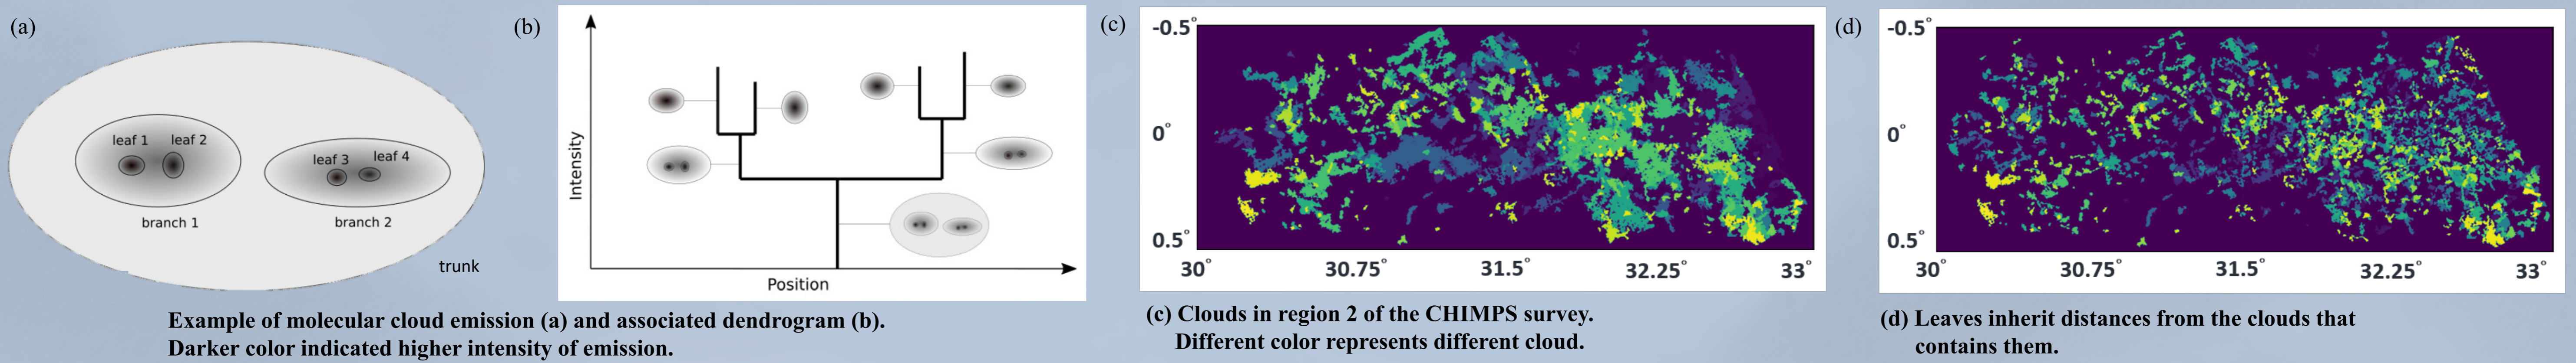 (a)
leaf 1
leaf 2
leaf 3
leaf 4
branch 1
branch 2
trunk
(b)
Intensity
Position
Example of molecular cloud emission (a) and associated dendrogram (b).
Darker color indicated higher intensity of emission.
(c)
-0.5°
0°
0.5°
30°
30.75°
31.5°
32.25°
33°
(c) Clouds in region 2 of the CHIMPS survey.
Different color represents different cloud.
(d)
-0.5°
0°
0.5°
30°
30.75°
31.5°
32.25°
33°
(d) Leaves inherit distances from the clouds that
contains them.